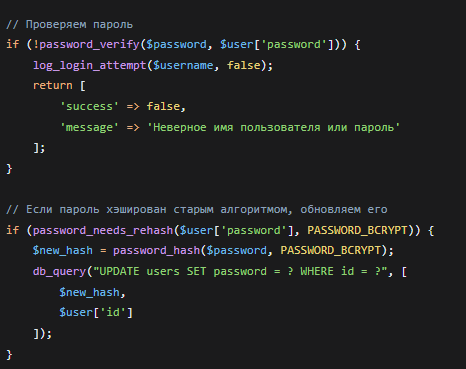 // Проверяем пароль
if (!password_verify($password, $user['password'])) {
    log_login_attempt($username, false);
    return [
        'success' => false,
        'message' => 'Неверное имя пользователя или пароль'
    ];
}

// Если пароль хэширован старым алгоритмом, обновляем его
if (password_needs_rehash($user['password'], PASSWORD_BCRYPT)) {
    $new_hash = password_hash($password, PASSWORD_BCRYPT);
    db_query("UPDATE users SET password = ? WHERE id = ?", [
        $new_hash,
        $user['id']
    ]);
}